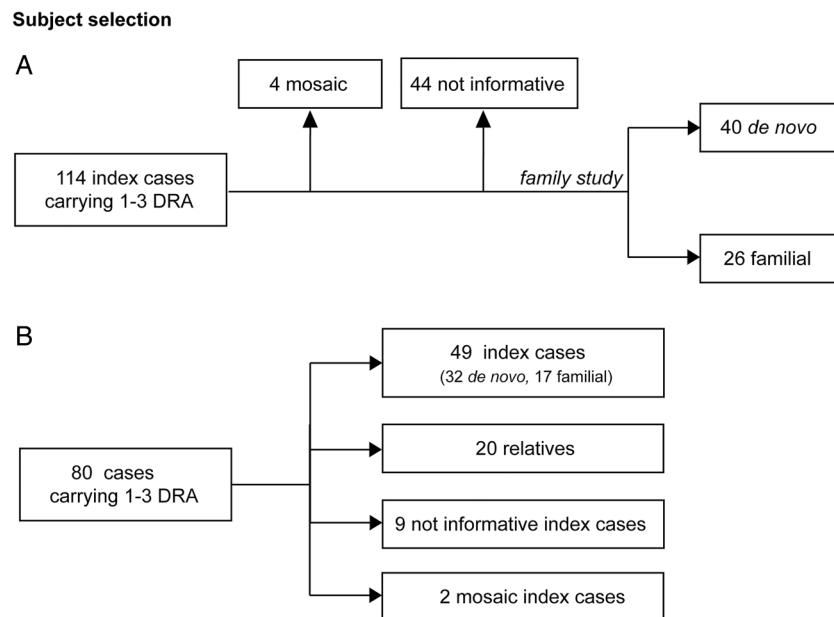 Subject selection
A
4 mosaic
44 not informative
114 index cases
carrying 1-3 DRA
family study
40 de novo
26 familial
B
49 index cases
(32 de novo, 17 familial)
80 cases
carrying 1-3 DRA
20 relatives
9 not informative index cases
2 mosaic index cases